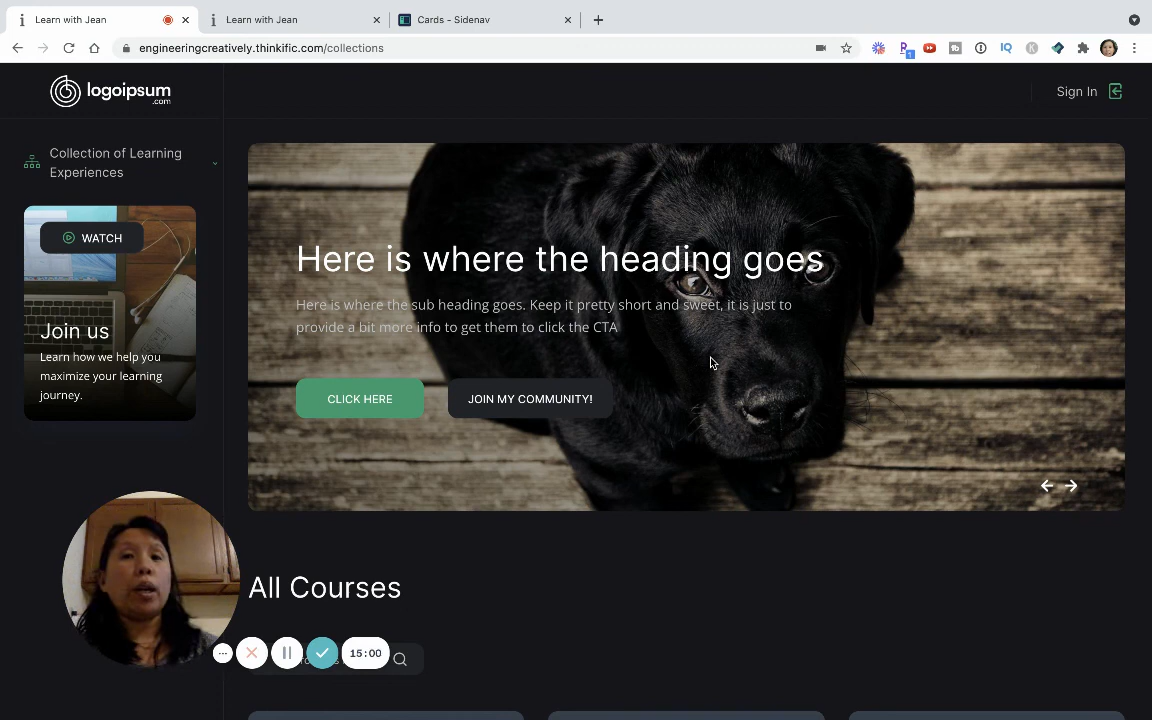 Learn with Jean
Learn with Jean
Cards - Sidenav
engineeringcreatively.thinkific.com/collections
1
IQ
K
logoipsum
.com
Sign In
Collection of Learning
Experiences
WATCH
Join us
Learn how we help you
maximize your learning
journey.
Here is where the heading goes
Here is where the sub heading goes. Keep it pretty short and sweet, it is just to
provide a bit more info to get them to click the CTA
CLICK HERE
JOIN MY COMMUNITY!
All Courses
15:00